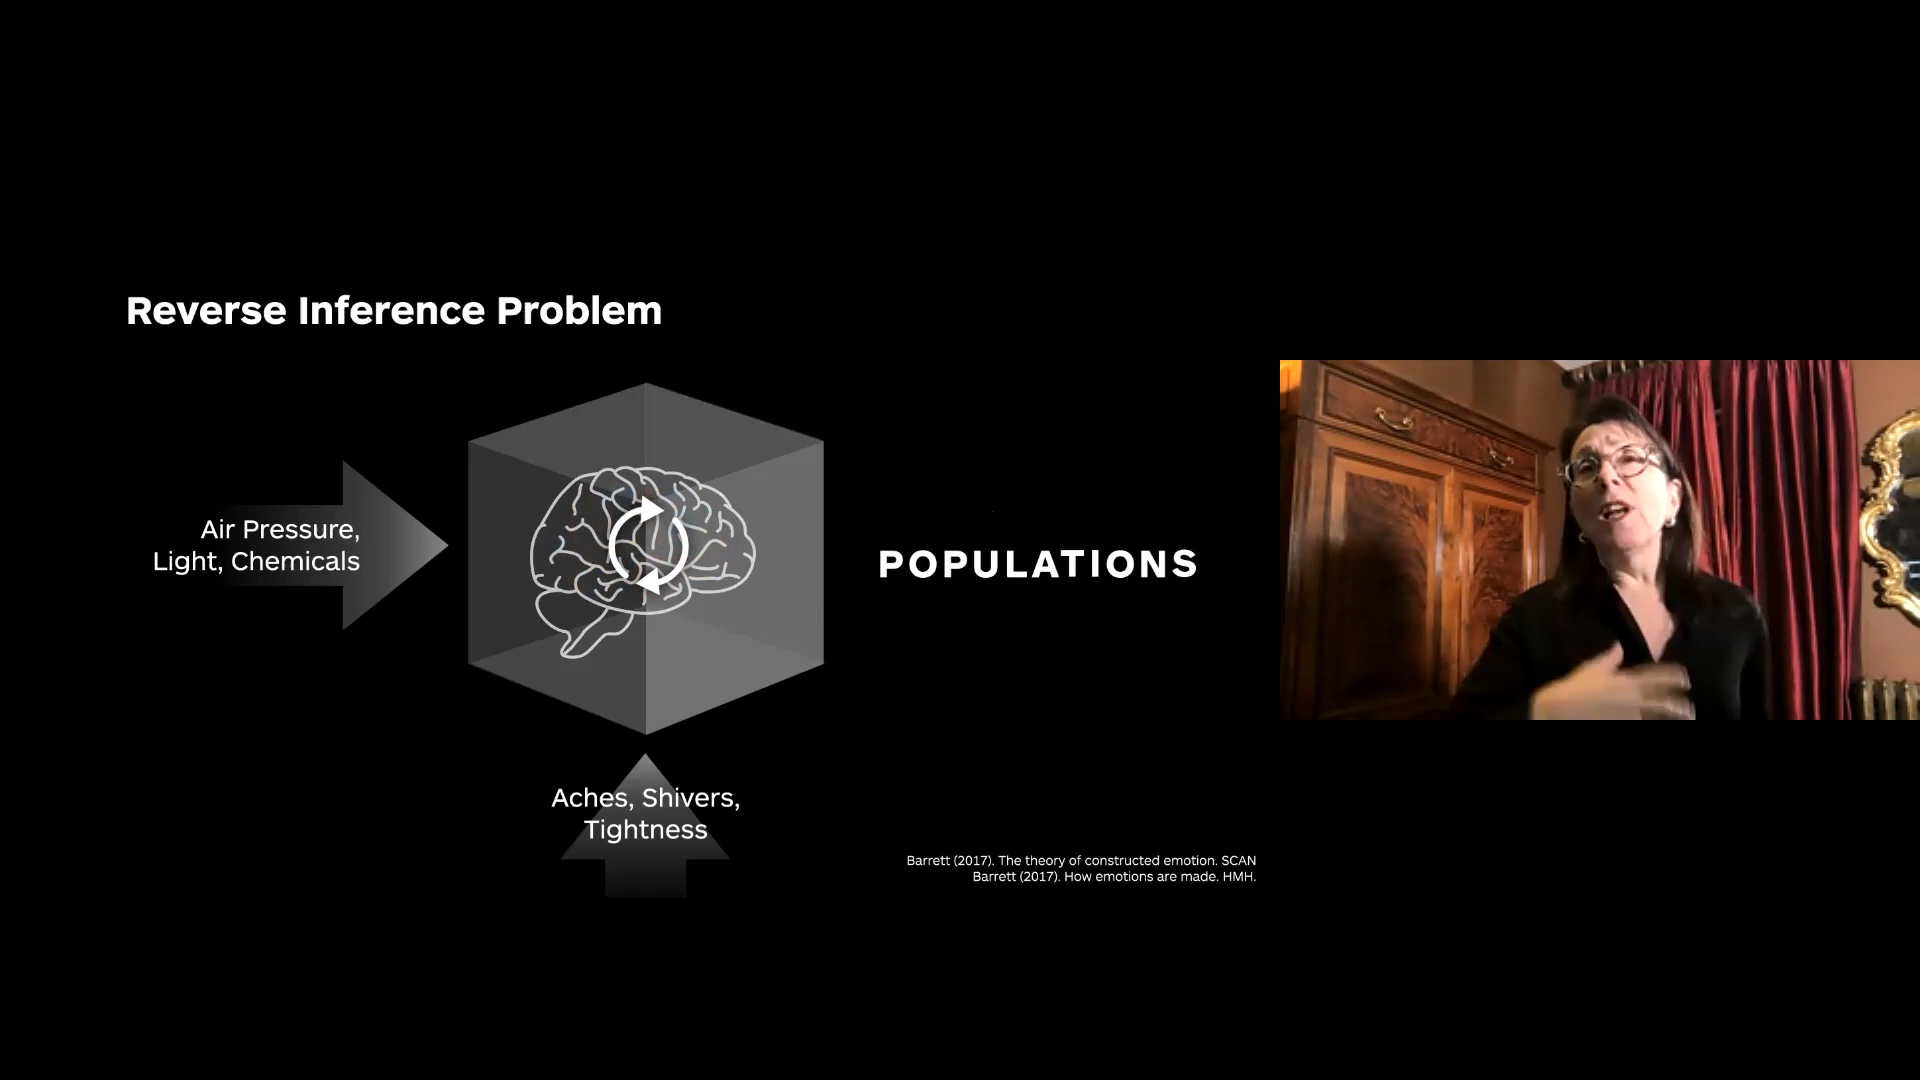 Reverse Inference Problem
Air Pressure,
Light, Chemicals
POPULATIONS
Aches, Shivers,
Tightness
Barrett (2017). The theory of constructed emotion. SCAN
Barrett (2017). How emotions are made. HMH.